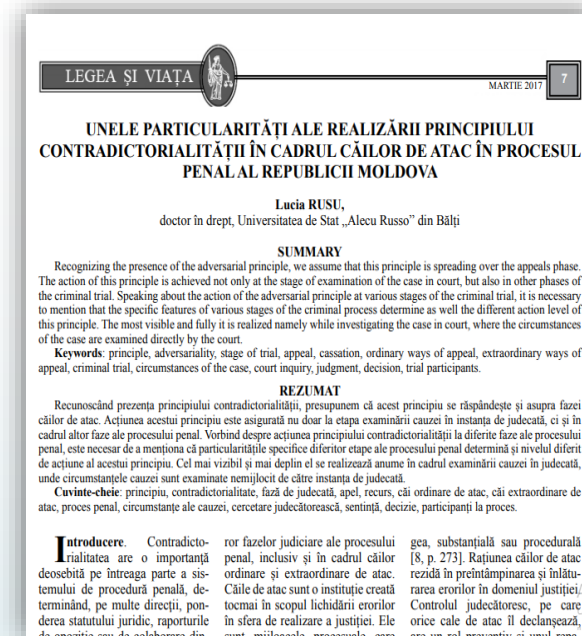 LEGEA ȘI VIAȚA
MARTIE 2017
7
UNELE PARTICULARITĂȚI ALE REALIZĂRII PRINCIPIULUI
CONTRADICTORIALITĂȚII ÎN CADRUL CĂILOR DE ATAC ÎN PROCESUL
PENAL AL REPUBLICII MOLDOVA
Lucia RUSU,
doctor în drept, Universitatea de Stat „Alecu Russo” din Bălți
SUMMARY
Recognizing the presence of the adversarial principle, we assume that this principle is spreading over the appeals phase.
The action of this principle is achieved not only at the stage of examination of the case in court, but also in other phases of
the criminal trial. Speaking about the action of the adversarial principle at various stages of the criminal trial, it is necessary
to mention that the specific features of various stages of the criminal process determine as well the different action level of
this principle. The most visible and fully it is realized namely while investigating the case in court, where the circumstances
of the case are examined directly by the court.
Keywords: principle, adversariality, stage of trial, appeal, cassation, ordinary ways of appeal, extraordinary ways of
appeal, criminal trial, circumstances of the case, court inquiry, judgment, decision, trial participants.
REZUMAT
Recunoscând prezența principiului contradictorialității, presupunem că acest principiu se răspândește și asupra fazei
căilor de atac. Acțiunea acestui principiu este asigurată nu doar la etapa examinării cauzei în instanța de judecată, ci și în
cadrul altor faze ale procesului penal. Vorbind despre acțiunea principiului contradictorialității la diferite faze ale procesului
penal, este necesar de a menționa că particularitățile specifice diferitor etape ale procesului penal determină și nivelul diferit
de acțiune al acestui principiu. Cel mai vizibil și mai deplin el se realizează anume în cadrul examinării cauzei în judecată,
unde circumstanțele cauzei sunt examinate nemijlocit de către instanța de judecată.
Cuvinte-cheie: principiu, contradictorialitate, fază de judecată, apel, recurs, căi ordinare de atac, căi extraordinare de
atac, proces penal, circumstanțe ale cauzei, cercetare judecătorească, sentință, decizie, participanți la proces.
Introducere. Contradicto-
rialitatea are o importanță
deosebită pe întreaga parte a sis-
temului de procedură penală, de-
terminând, pe multe direcții, pon-
derea statutului juridic, raporturile
de opoziție sau de colaborare din-
ror fazelor judiciare ale procesului
penal, inclusiv și în cadrul căilor
ordinare și extraordinare de atac.
Căile de atac sunt o instituție creată
tocmai în scopul lichidării erorilor
în sfera de realizare a justiției. Ele
sunt mijloacele procesuale care
gea, substanțială sau procedurală
[8, p. 273]. Rațiunea căilor de atac
rezidă în preîntâmpinarea și înlătu-
rarea erorilor în domeniul justiției.
Controlul judecătoresc, pe care
orice cale de atac îl declanșează,
are un rol preventiv și unul repa-